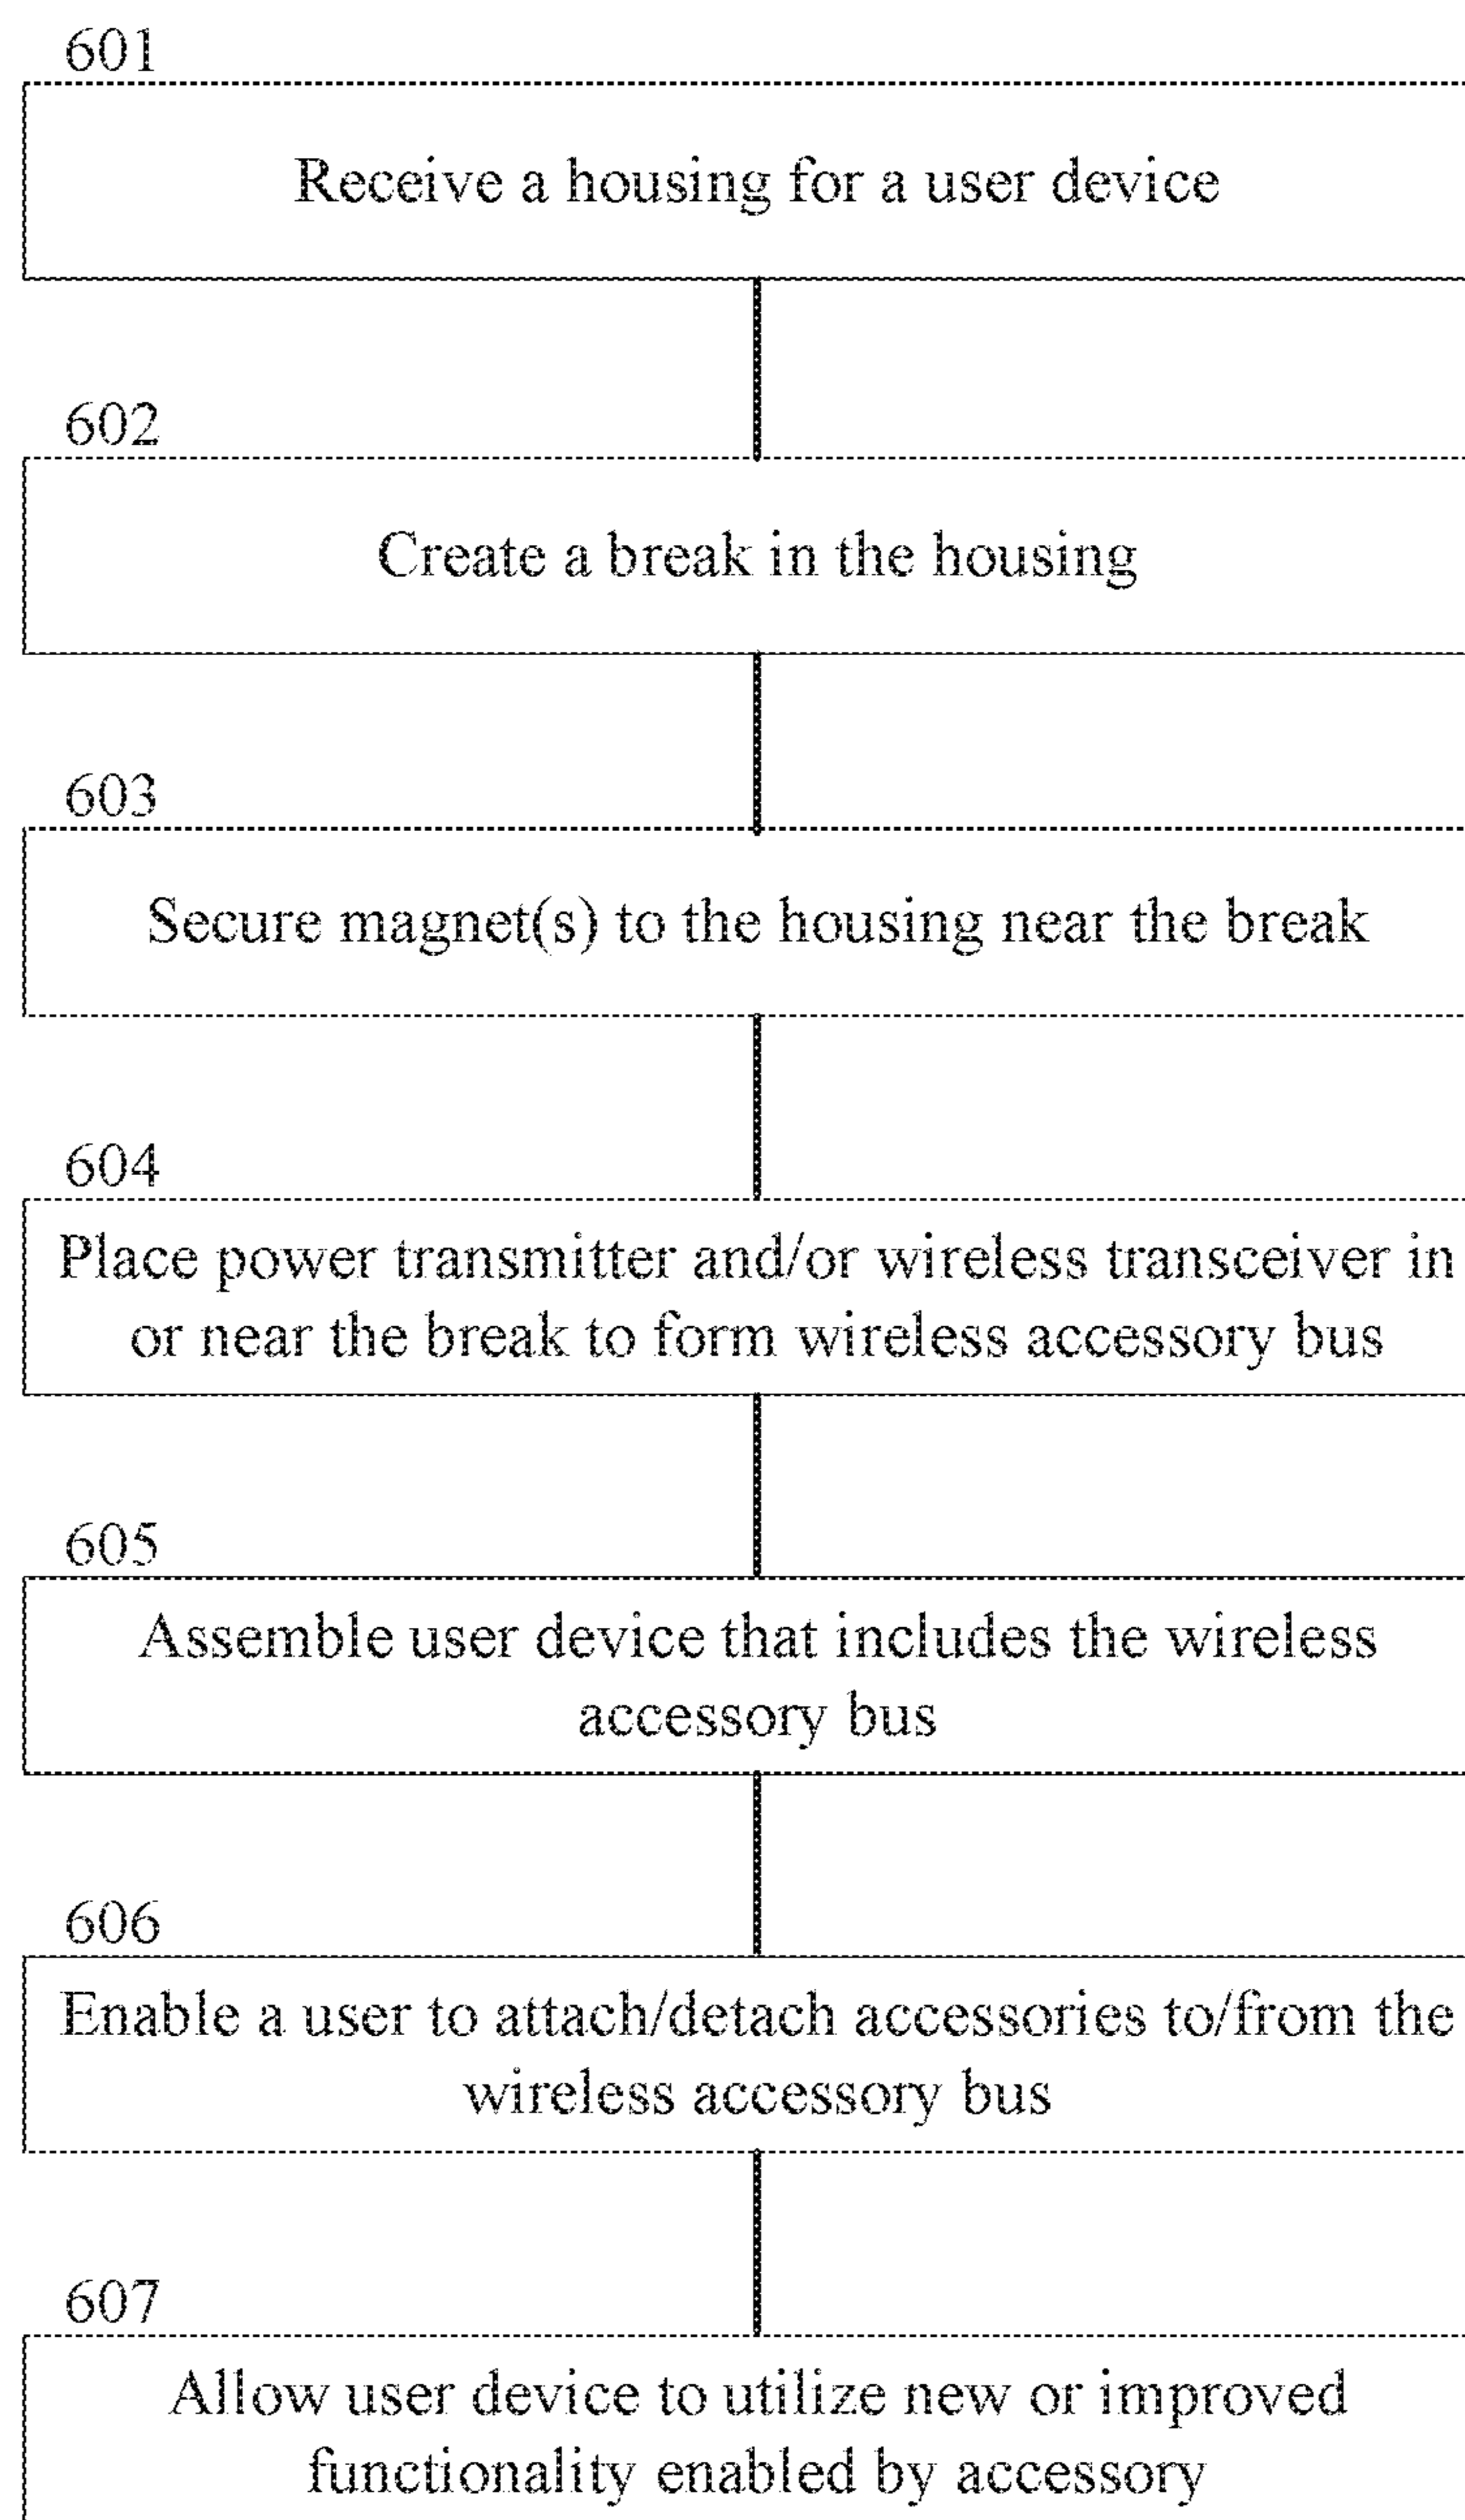 601
Receive a housing for a user device
602
Create a break in the housing
603
Secure magnet(s) to the housing near the break
604
Place power transmitter and/or wireless transceiver in
or near the break to form wireless accessory bus
605
Assemble user device that includes the wireless
accessory bus
606
Enable a user to attach/detach accessories to/from the
wireless accessory bus
607
Allow user device to utilize new or improved
functionality enabled by accessory